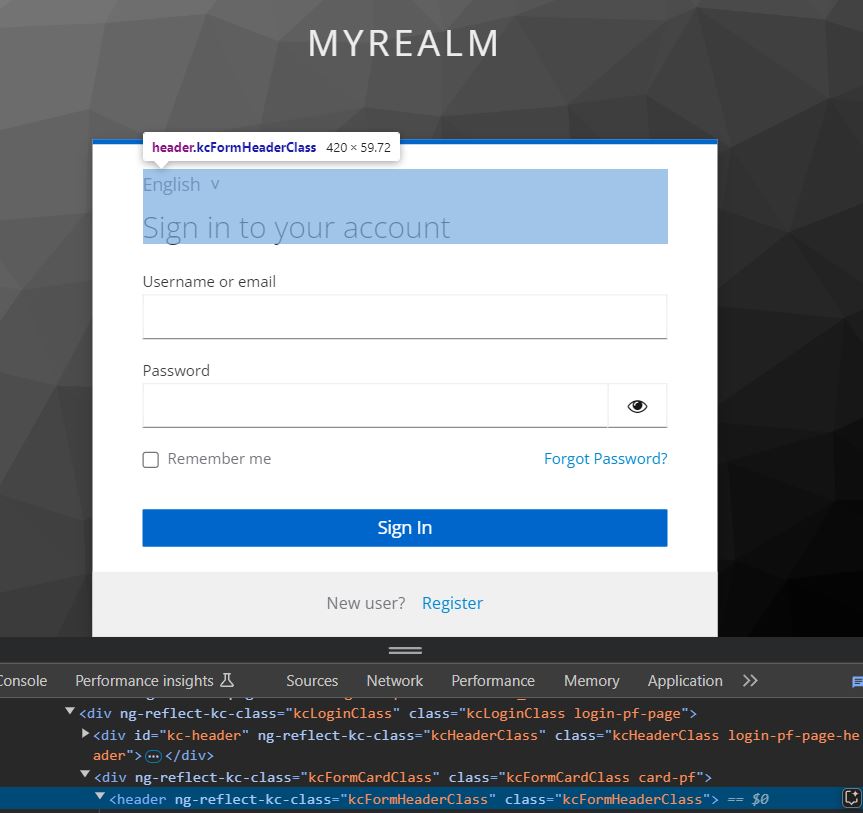 MYREALM
header.kcFormHeaderClass 420 × 59.72
English v
Sign in to your account
Username or email
Password
Remember me Forgot Password?
Sign In
New user? Register
Console Performance insights Sources Network Performance Memory Application
<div ng-reflect-kc-class="kcLoginClass" class="kcLoginClass login-pf-page">
<div id="kc-header" ng-reflect-kc-class="kcHeaderClass" class="kcHeaderClass login-pf-page-he
ader">…</div>
<div ng-reflect-kc-class="kcFormCardClass" class="kcFormCardClass card-pf">
<header ng-reflect-kc-class="kcFormHeaderClass" class="kcFormHeaderClass"> == $0